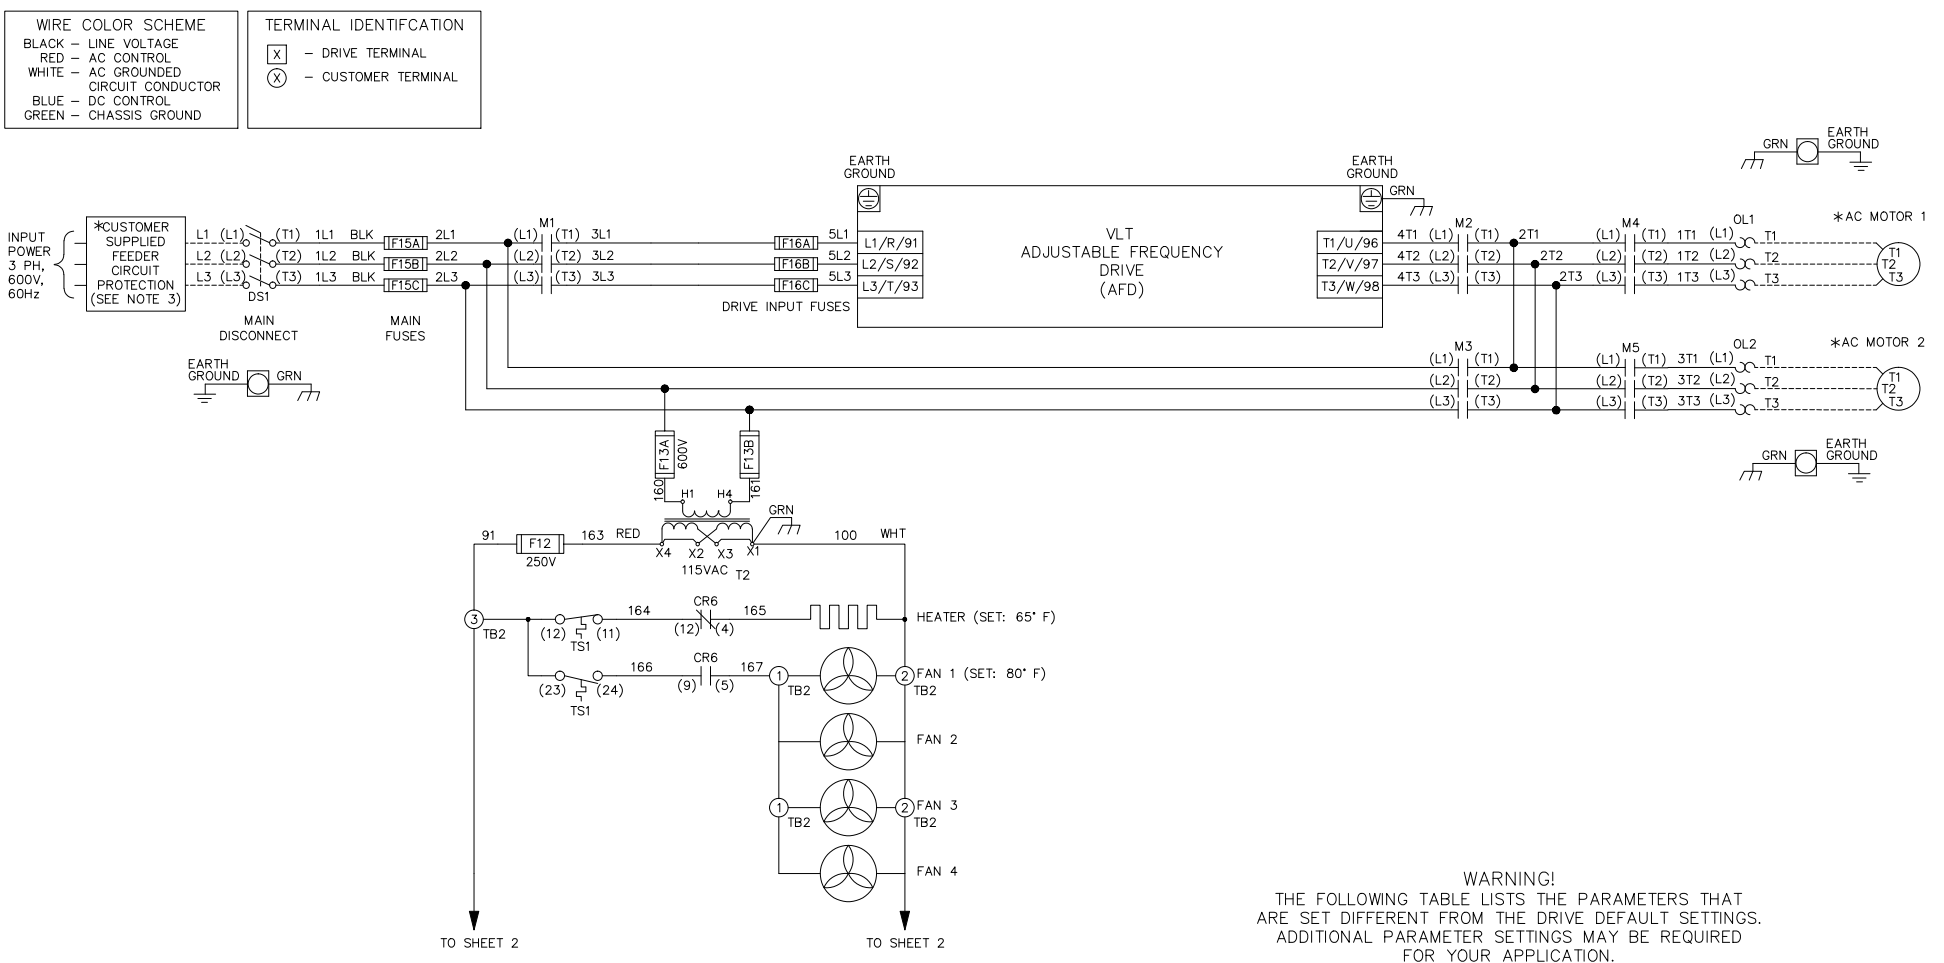 WIRE COLOR SCHEME
BLACK – LINE VOLTAGE
RED – AC CONTROL
WHITE – AC GROUNDED
CIRCUIT CONDUCTOR
BLUE – DC CONTROL
GREEN – CHASSIS GROUND
TERMINAL IDENTIFCATION
X – DRIVE TERMINAL
X – CUSTOMER TERMINAL
INPUT
POWER
3 PH,
600V,
60Hz
*CUSTOMER
SUPPLIED
FEEDER
CIRCUIT
PROTECTION
(SEE NOTE 3)
L1 (L1) (T1) 1L1 BLK F15A 2L1 (L1) M1 (T1) 3L1 F16A 5L1 L1/R/91
L2 (L2) (T2) 1L2 BLK F15B 2L2 (L2) (T2) 3L2 F16B 5L2 L2/S/92
L3 (L3) (T3) 1L3 BLK F15C 2L3 (L3) (T3) 3L3 F16C 5L3 L3/T/93
DS1
MAIN
DISCONNECT
MAIN
FUSES
DRIVE INPUT FUSES
EARTH
GROUND
GRN
EARTH
GROUND
VLT
ADJUSTABLE FREQUENCY
DRIVE
(AFD)
EARTH
GROUND
GRN
T1/U/96 4T1 (L1) M2 (T1) 2T1 (L1) M4 (T1) 1T1 (L1) OL1 T1
T2/V/97 4T2 (L2) (T2) 2T2 (L2) (T2) 1T2 (L2) T2
T3/W/98 4T3 (L3) (T3) 2T3 (L3) (T3) 1T3 (L3) T3
GRN
EARTH
GROUND
*AC MOTOR 1
T1
T2
T3
(L1) M3 (T1) (L1) M5 (T1) 3T1 (L1) OL2 T1
(L2) (T2) (L2) (T2) 3T2 (L2) T2
(L3) (T3) (L3) (T3) 3T3 (L3) T3
*AC MOTOR 2
T1
T2
T3
GRN
EARTH
GROUND
F13A
600V
F13B
160
161
H1 H4
GRN
91 F12 163 RED
250V
X4 X2 X3 X1
100 WHT
115VAC T2
3
TB2
(12) (11)
TS1
164
CR6
(12) (4)
165
HEATER (SET: 65° F)
(23) (24)
TS1
166
CR6
(9) (5)
167
1
TB2
2
TB2
FAN 1 (SET: 80° F)
FAN 2
1
TB2
2
TB2
FAN 3
FAN 4
TO SHEET 2
TO SHEET 2
WARNING!
THE FOLLOWING TABLE LISTS THE PARAMETERS THAT
ARE SET DIFFERENT FROM THE DRIVE DEFAULT SETTINGS.
ADDITIONAL PARAMETER SETTINGS MAY BE REQUIRED
FOR YOUR APPLICATION.